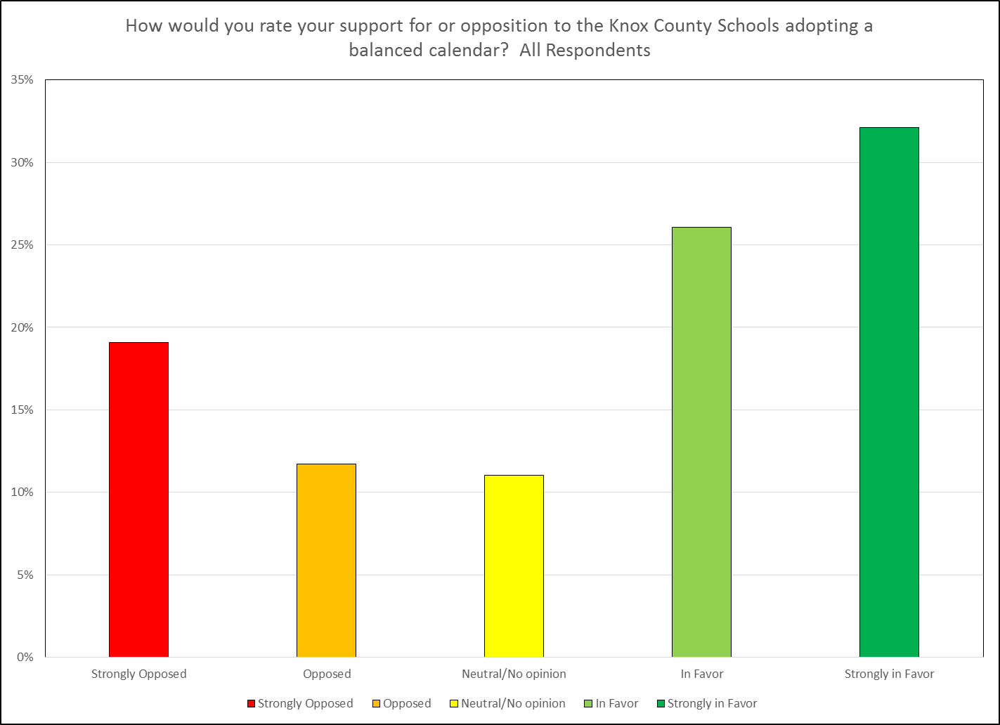 How would you rate your support for or opposition to the Knox County Schools adopting a
balanced calendar?  All Respondents
35%
30%
25%
20%
15%
10%
5%
0%
Strongly Opposed
Opposed
Neutral/No opinion
In Favor
Strongly in Favor
Strongly Opposed
Opposed
Neutral/No opinion
In Favor
Strongly in Favor